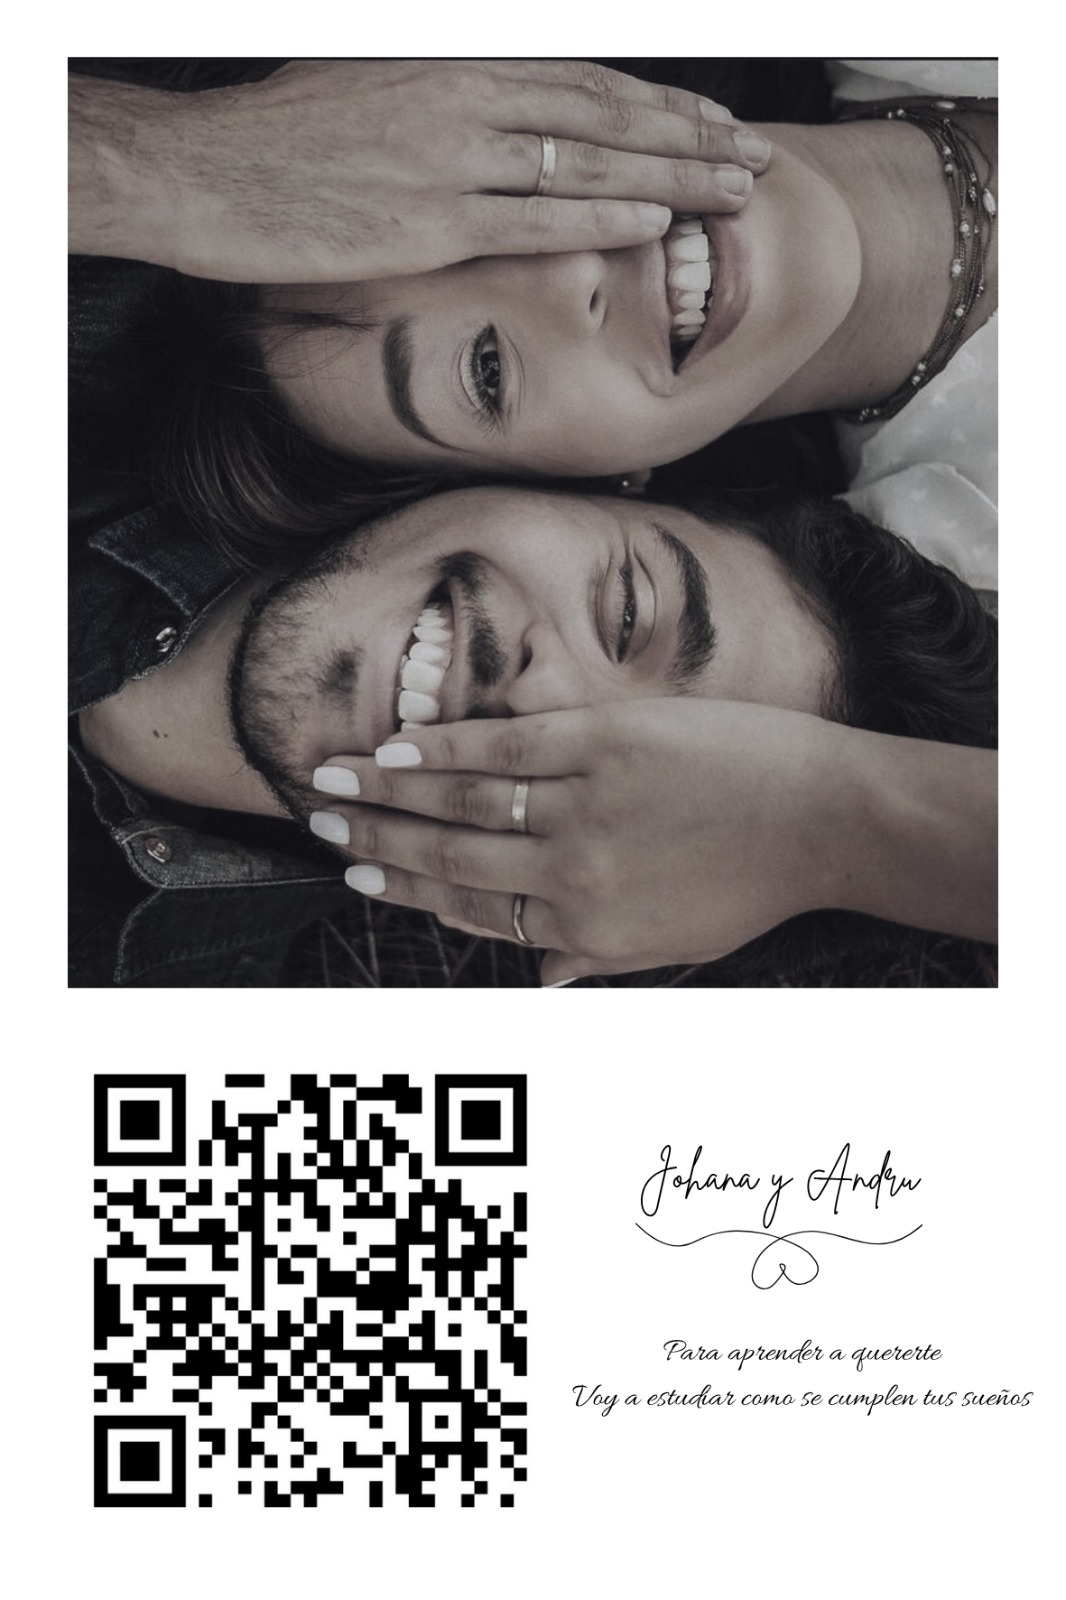 Johana y Andru
Para aprender a quererte
Voy a estudiar como se cumplen tus sueños